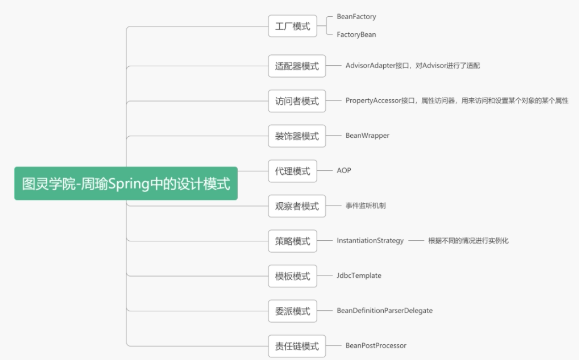 工厂模式
BeanFactory
FactoryBean
适配器模式
AdvisorAdapter接口，对Advisor进行了适配
访问者模式
PropertyAccessor接口，属性访问器，用来访问和设置某个对象的某个属性
装饰器模式
BeanWrapper
代理模式
AOP
图灵学院-周瑜Spring中的设计模式
观察者模式
事件监听机制
策略模式
InstantiationStrategy
根据不同的情况进行实例化
模板模式
JdbcTemplate
委派模式
BeanDefinitionParserDelegate
责任链模式
BeanPostProcessor